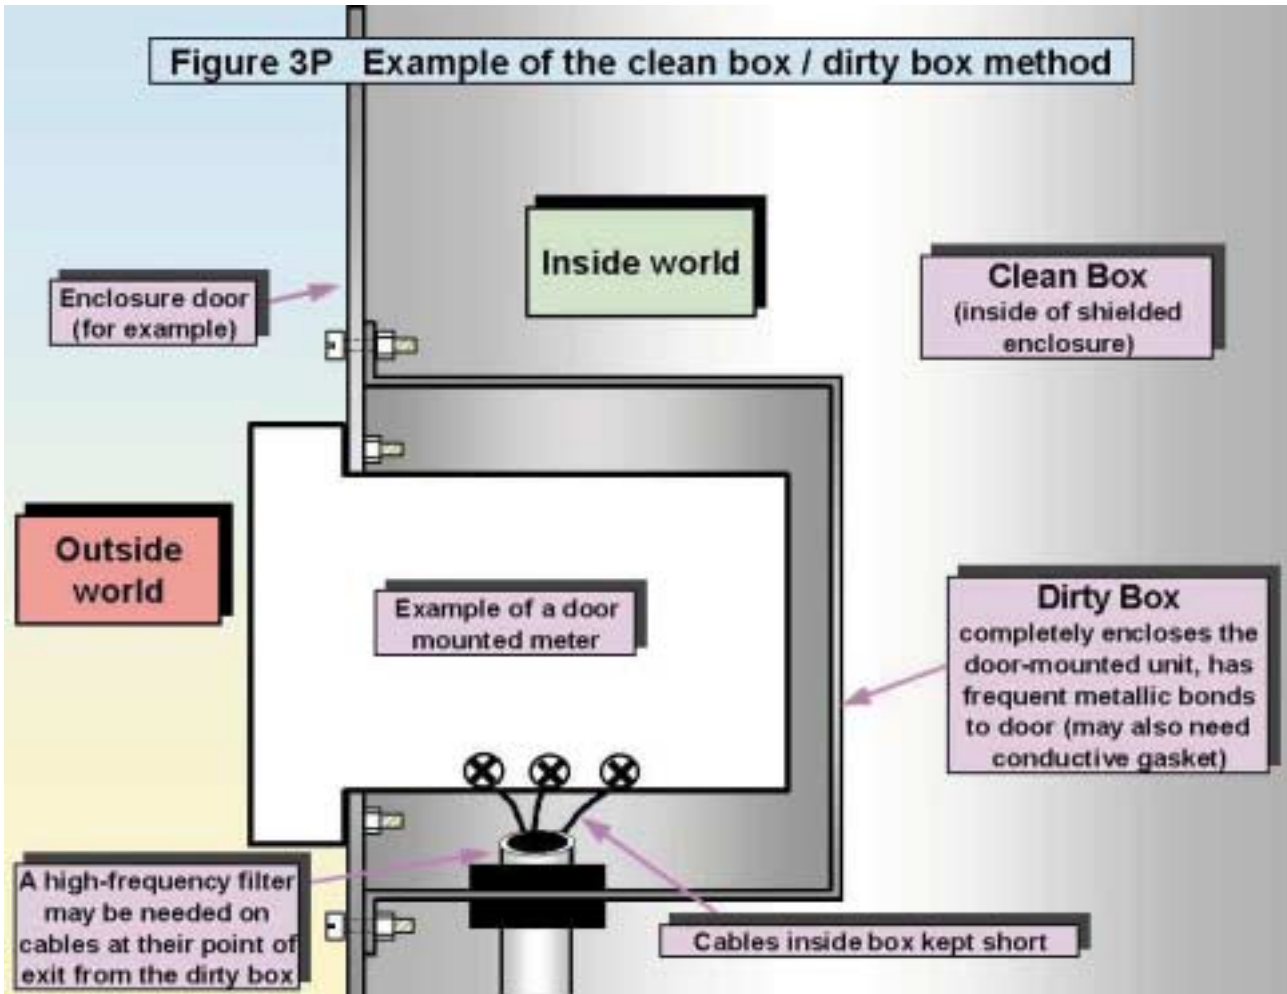 Figure 3P Example of the clean box / dirty box method
Inside world
Clean Box
(inside of shielded
enclosure)
Enclosure door
(for example)
Outside
world
Example of a door
mounted meter
Dirty Box
completely encloses the
door-mounted unit, has
frequent metallic bonds
to door (may also need
conductive gasket)
A high-frequency filter
may be needed on
cables at their point of
exit from the dirty box
Cables inside box kept short